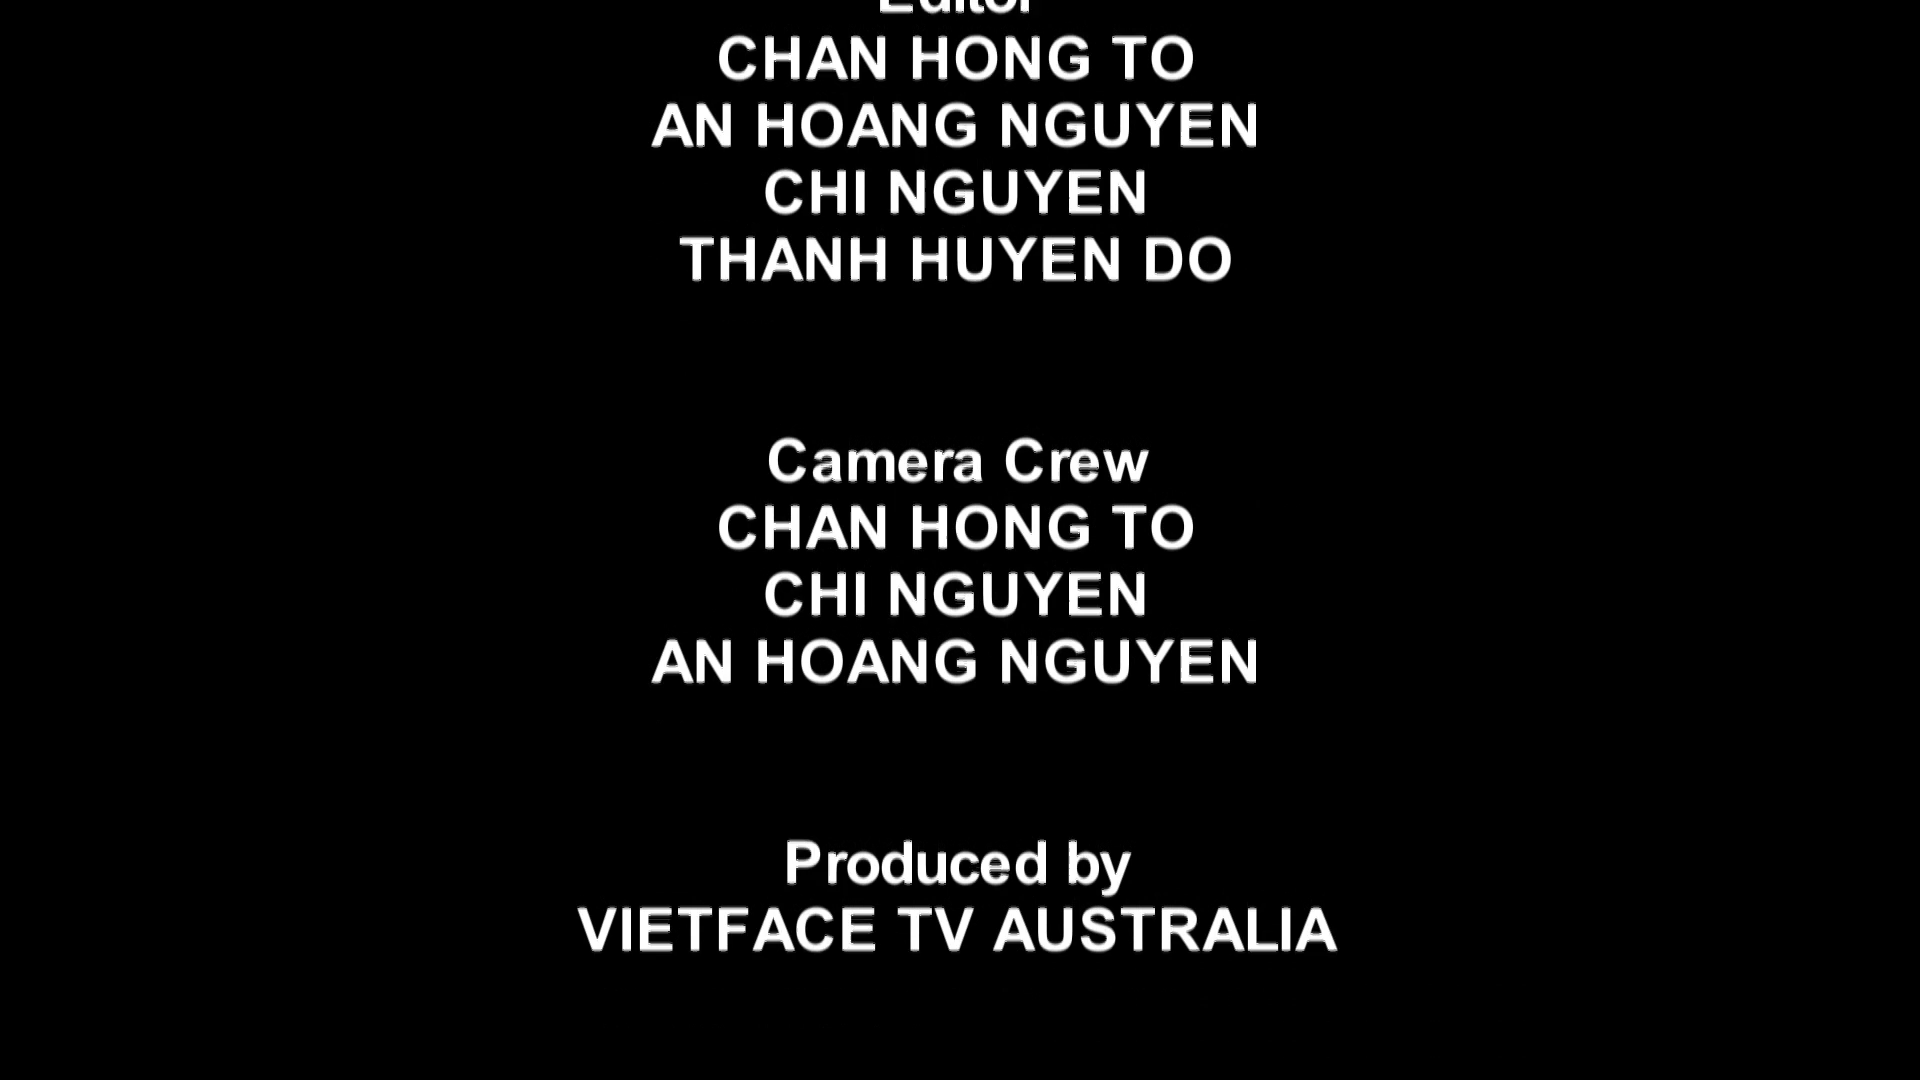 Editor
CHAN HONG TO
AN HOANG NGUYEN
CHI NGUYEN
THANH HUYEN DO
Camera Crew
CHAN HONG TO
CHI NGUYEN
AN HOANG NGUYEN
Produced by
VIETFACE TV AUSTRALIA